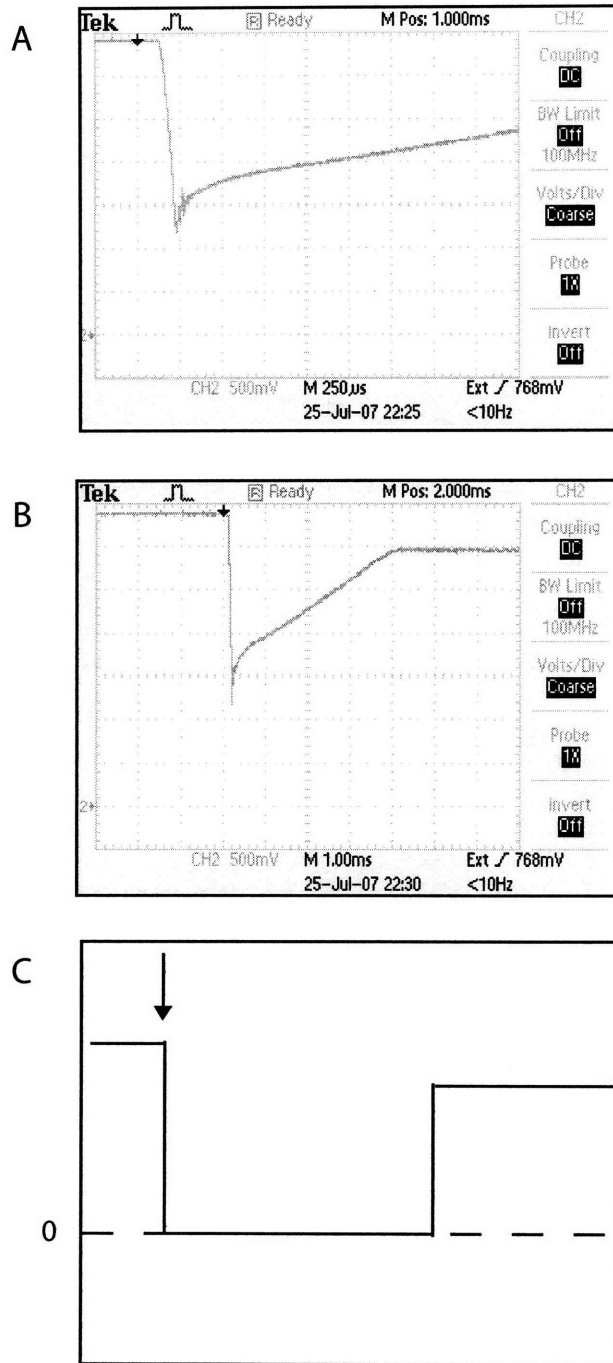 A
Tek R Ready M Pos: 1.000ms CH2
Coupling
DC
BW Limit
Off
100MHz
Volts/Div
Coarse
Probe
1X
Invert
Off
2
CH2 500mV M 250µs Ext 768mV
25-Jul-07 22:25 <10Hz
B
Tek R Ready M Pos: 2.000ms CH2
Coupling
DC
BW Limit
Off
100MHz
Volts/Div
Coarse
Probe
1X
Invert
Off
2
CH2 500mV M 1.00ms Ext 768mV
25-Jul-07 22:30 <10Hz
C
0